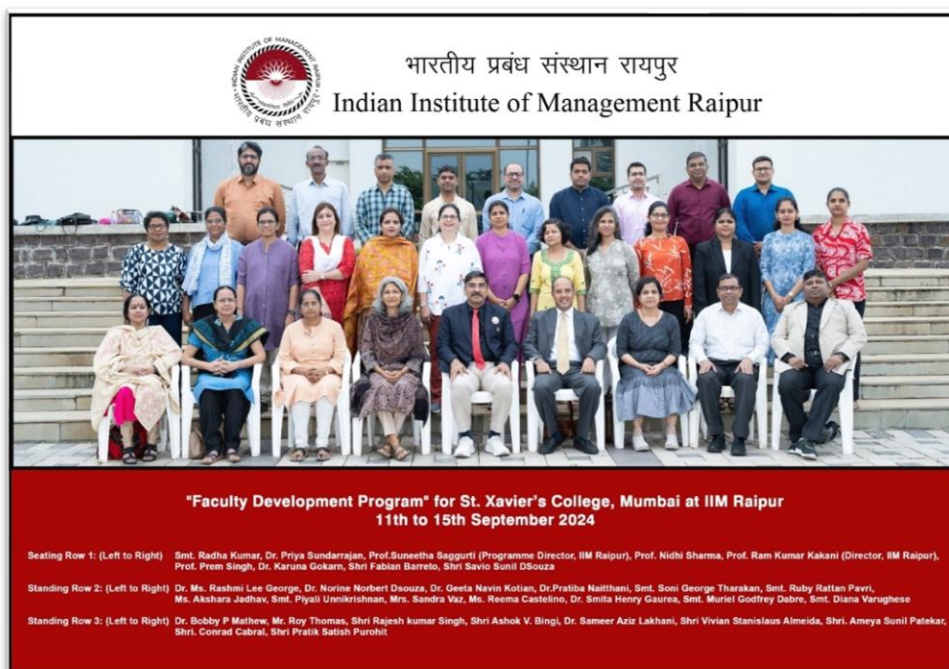 INDIAN INSTITUTE OF MANAGEMENT RAIPUR
भारतीय प्रबंध संस्थान रायपुर
भारतीय प्रबंध संस्थान रायपुर
Indian Institute of Management Raipur
"Faculty Development Program" for St. Xavier's College, Mumbai at IIM Raipur
11th to 15th September 2024
Seating Row 1: (Left to Right) Smt. Radha Kumar, Dr. Priya Sundarrajan, Prof.Suneetha Saggurti (Programme Director, IIM Raipur), Prof. Nidhi Sharma, Prof. Ram Kumar Kakani (Director, IIM Raipur),
Prof. Prem Singh, Dr. Karuna Gokarn, Shri Fabian Barreto, Shri Savio Sunil DSouza
Standing Row 2: (Left to Right) Dr. Ms. Rashmi Lee George, Dr. Norine Norbert Dsouza, Dr. Geeta Navin Kotian, Dr.Pratiba Naitthani, Smt. Soni George Tharakan, Smt. Ruby Rattan Pavri,
Ms. Akshara Jadhav, Smt. Piyali Unnikrishnan, Mrs. Sandra Vaz, Ms. Reema Castelino, Dr. Smita Henry Gaurea, Smt. Muriel Godfrey Dabre, Smt. Diana Varughese
Standing Row 3: (Left to Right) Dr. Bobby P Mathew, Mr. Roy Thomas, Shri Rajesh kumar Singh, Shri Ashok V. Bingi, Dr. Sameer Aziz Lakhani, Shri Vivian Stanislaus Almeida, Shri. Ameya Sunil Patekar,
Shri. Conrad Cabral, Shri Pratik Satish Purohit